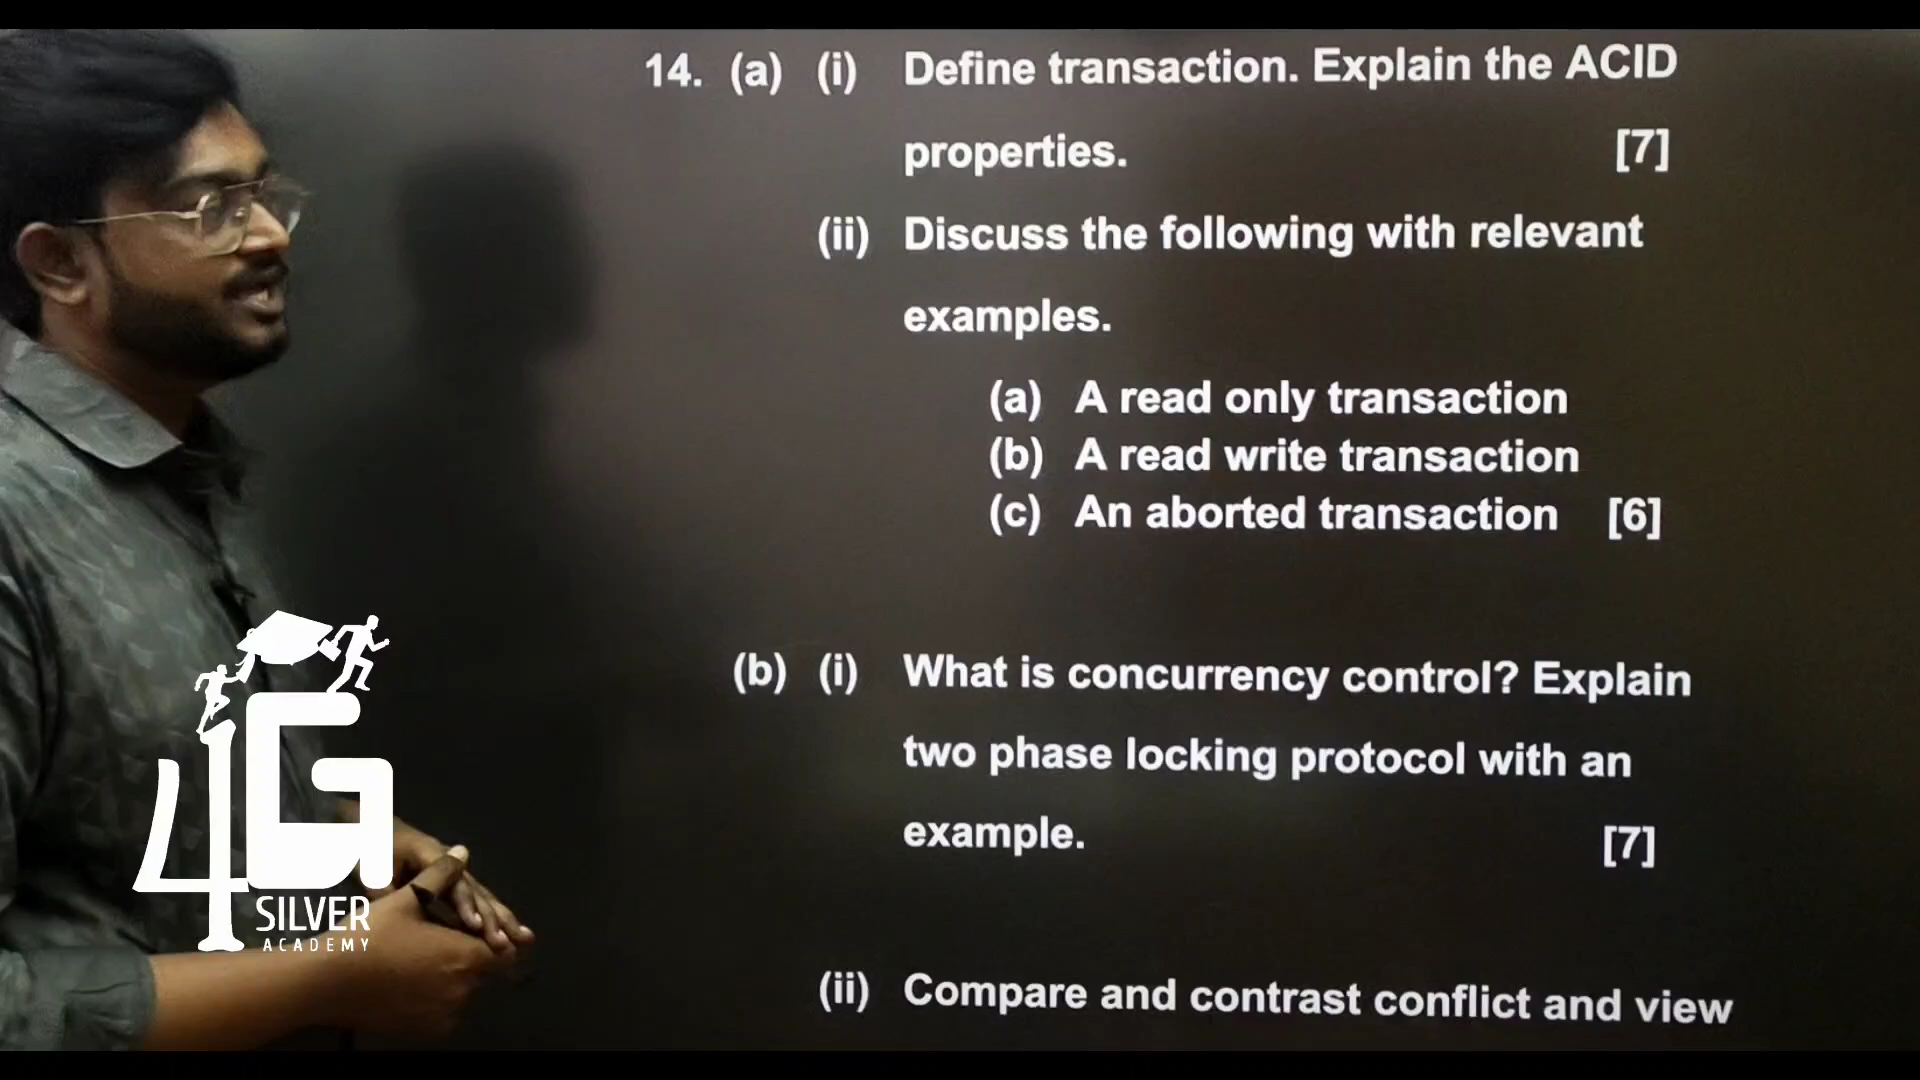 14. (a) (i) Define transaction. Explain the ACID
properties. [7]
(ii) Discuss the following with relevant
examples.
(a) A read only transaction
(b) A read write transaction
(c) An aborted transaction [6]
(b) (i) What is concurrency control? Explain
two phase locking protocol with an
example. [7]
(ii) Compare and contrast conflict and view
4G
SILVER
ACADEMY